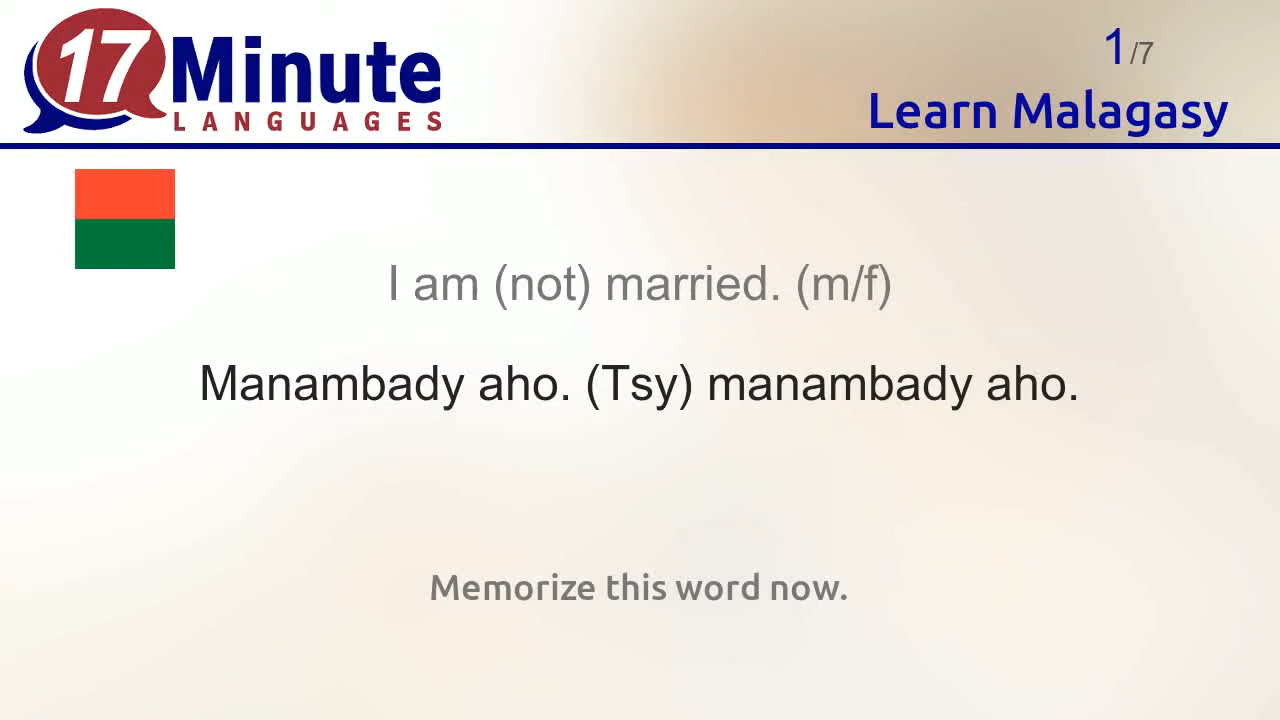 17 Minute
LANGUAGES
1/7
Learn Malagasy
I am (not) married. (m/f)
Manambady aho. (Tsy) manambady aho.
Memorize this word now.